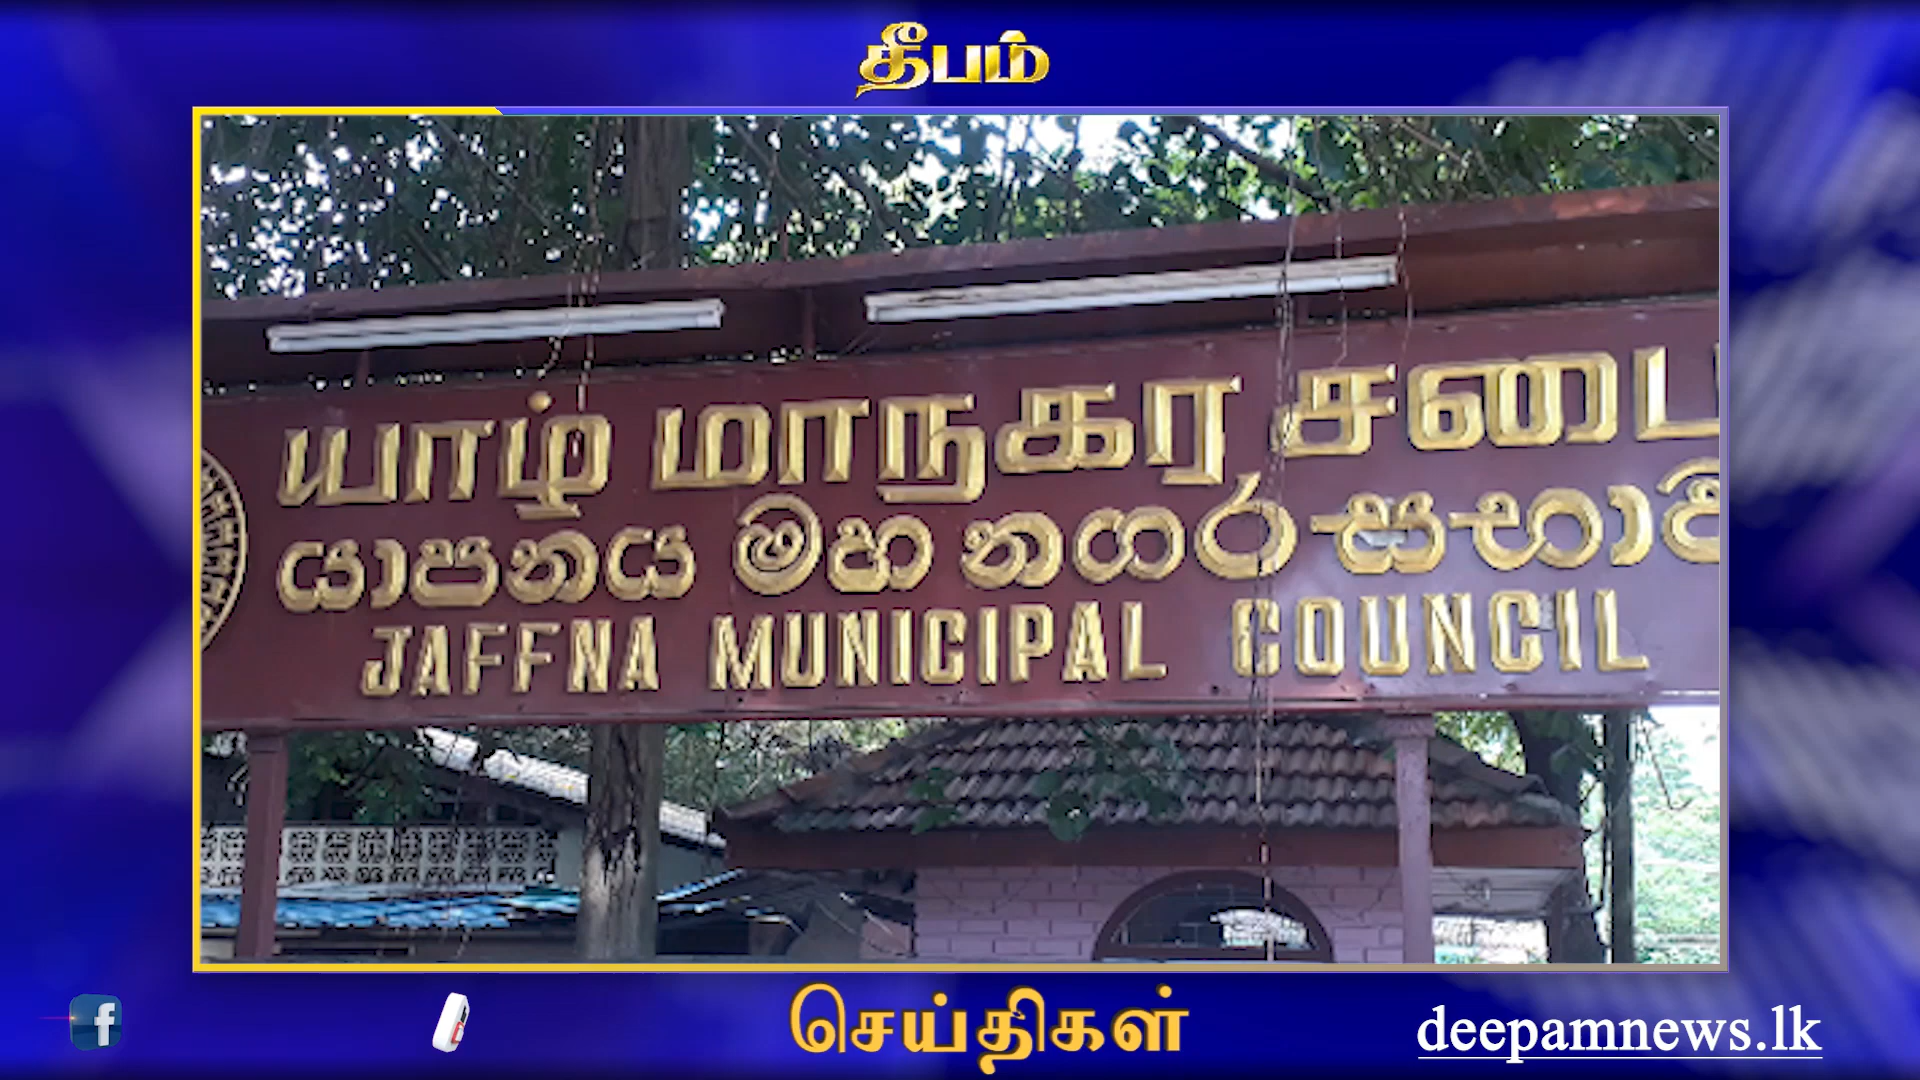 தீபம்
யாழ் மாநகர சபை
යාපනය මහ නගර සභාව
JAFFNA MUNICIPAL COUNCIL
செய்திகள்
deepamnews.lk